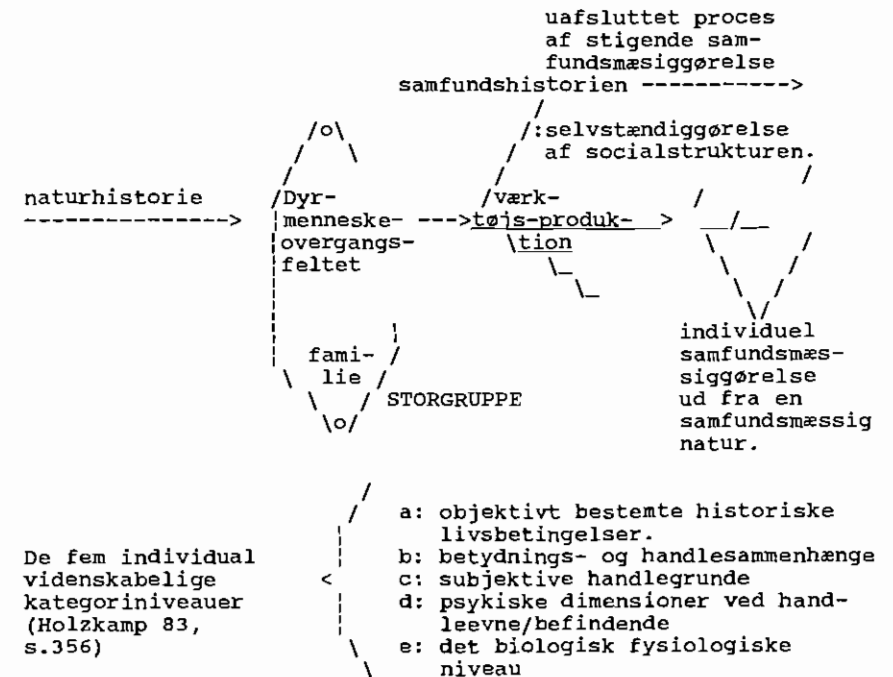 uafsluttet proces
af stigende sam-
fundsmæsiggørelse
samfundshistorien ----------->
/:selvstændiggørelse
af socialstrukturen.
naturhistorie
---------------->
Dyr-
menneske- --->
overgangs-
feltet
værk-
tøjs-produk- >
tion
fami-
lie
STORGRUPPE
individuel
samfundsmæs-
siggørelse
ud fra en
samfundsmæssig
natur.
De fem individual
videnskabelige <
kategoriniveauer
(Holzkamp 83,
s.356)
a: objektivt bestemte historiske
livsbetingelser.
b: betydnings- og handlesammenhænge
c: subjektive handlegrunde
d: psykiske dimensioner ved hand-
leevne/befindende
e: det biologisk fysiologiske
niveau